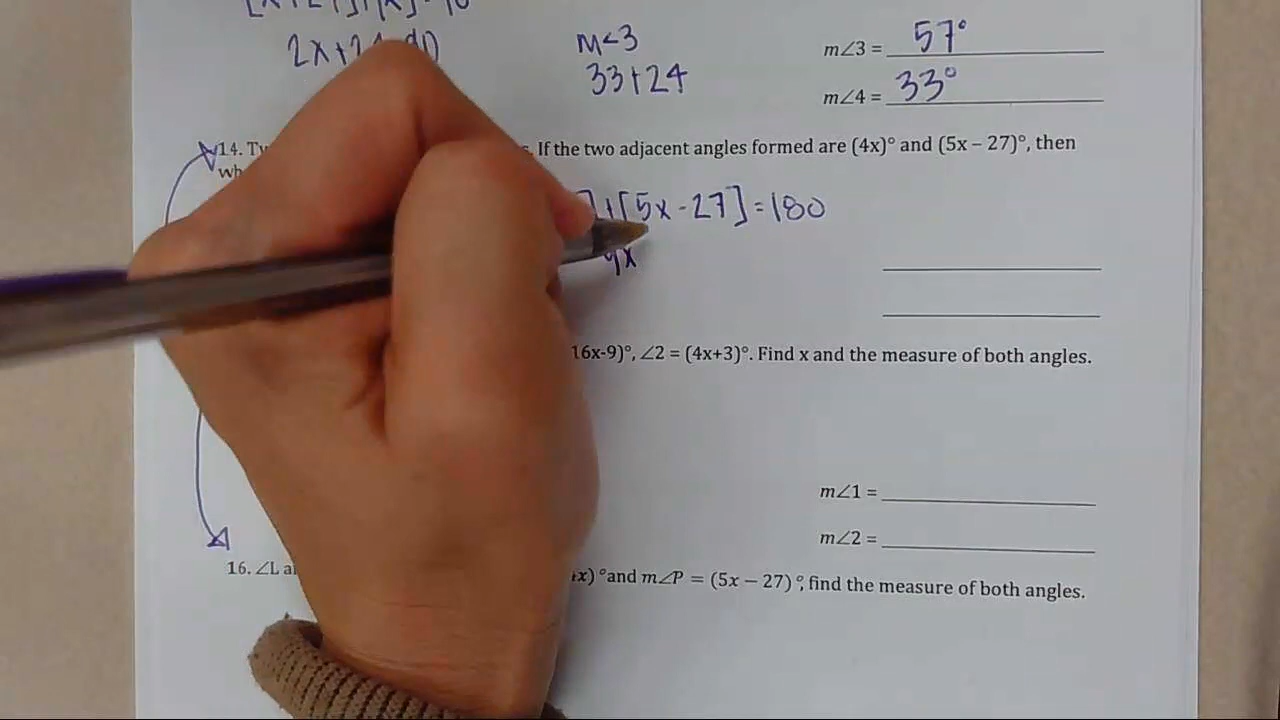 2x+24
m<3
33+24
m∠3 = 57°
m∠4 = 33°
14. If the two adjacent angles formed are (4x)° and (5x – 27)°, then
]+[5x-27]=180
9x
16x-9)°, ∠2 = (4x+3)°. Find x and the measure of both angles.
m∠1 =
m∠2 =
16. ∠L x) °and m∠P = (5x – 27) °, find the measure of both angles.